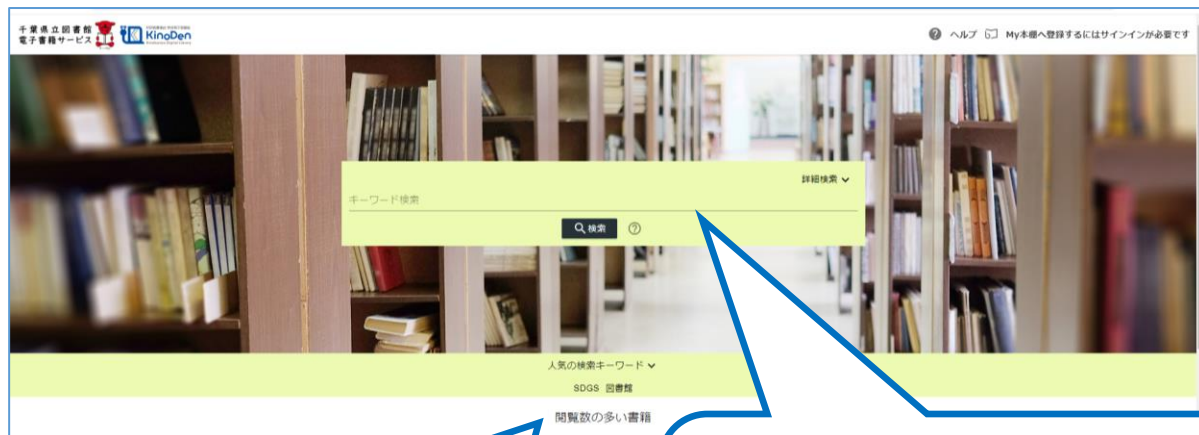 千葉県立図書館
電子書籍サービス
KinoDen
ヘルプ
My本棚へ登録するにはサインインが必要です
詳細検索
キーワード検索
検索
人気の検索キーワード
SDGS 図書館
閲覧数の多い書籍